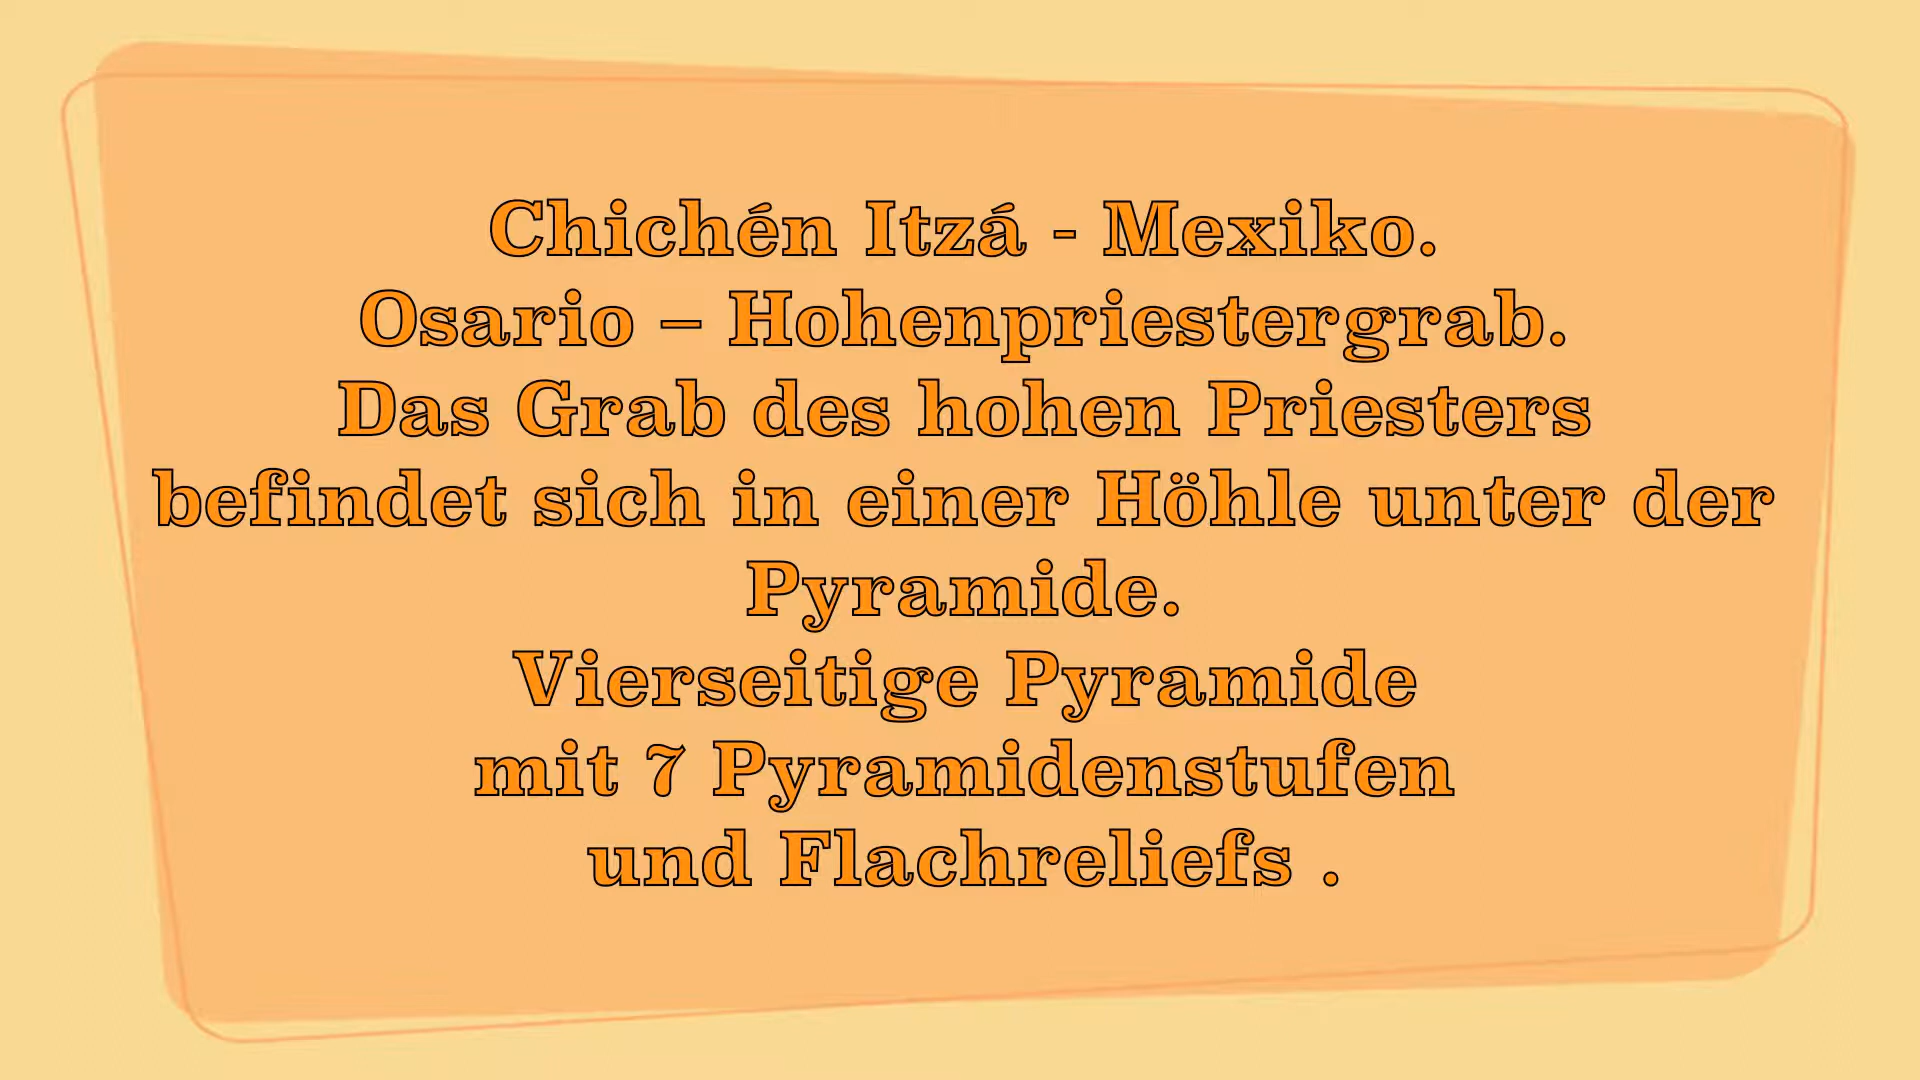 Chichén Itzá - Mexiko.
Osario – Hohenpriestergrab.
Das Grab des hohen Priesters
befindet sich in einer Höhle unter der
Pyramide.
Vierseitige Pyramide
mit 7 Pyramidenstufen
und Flachreliefs .